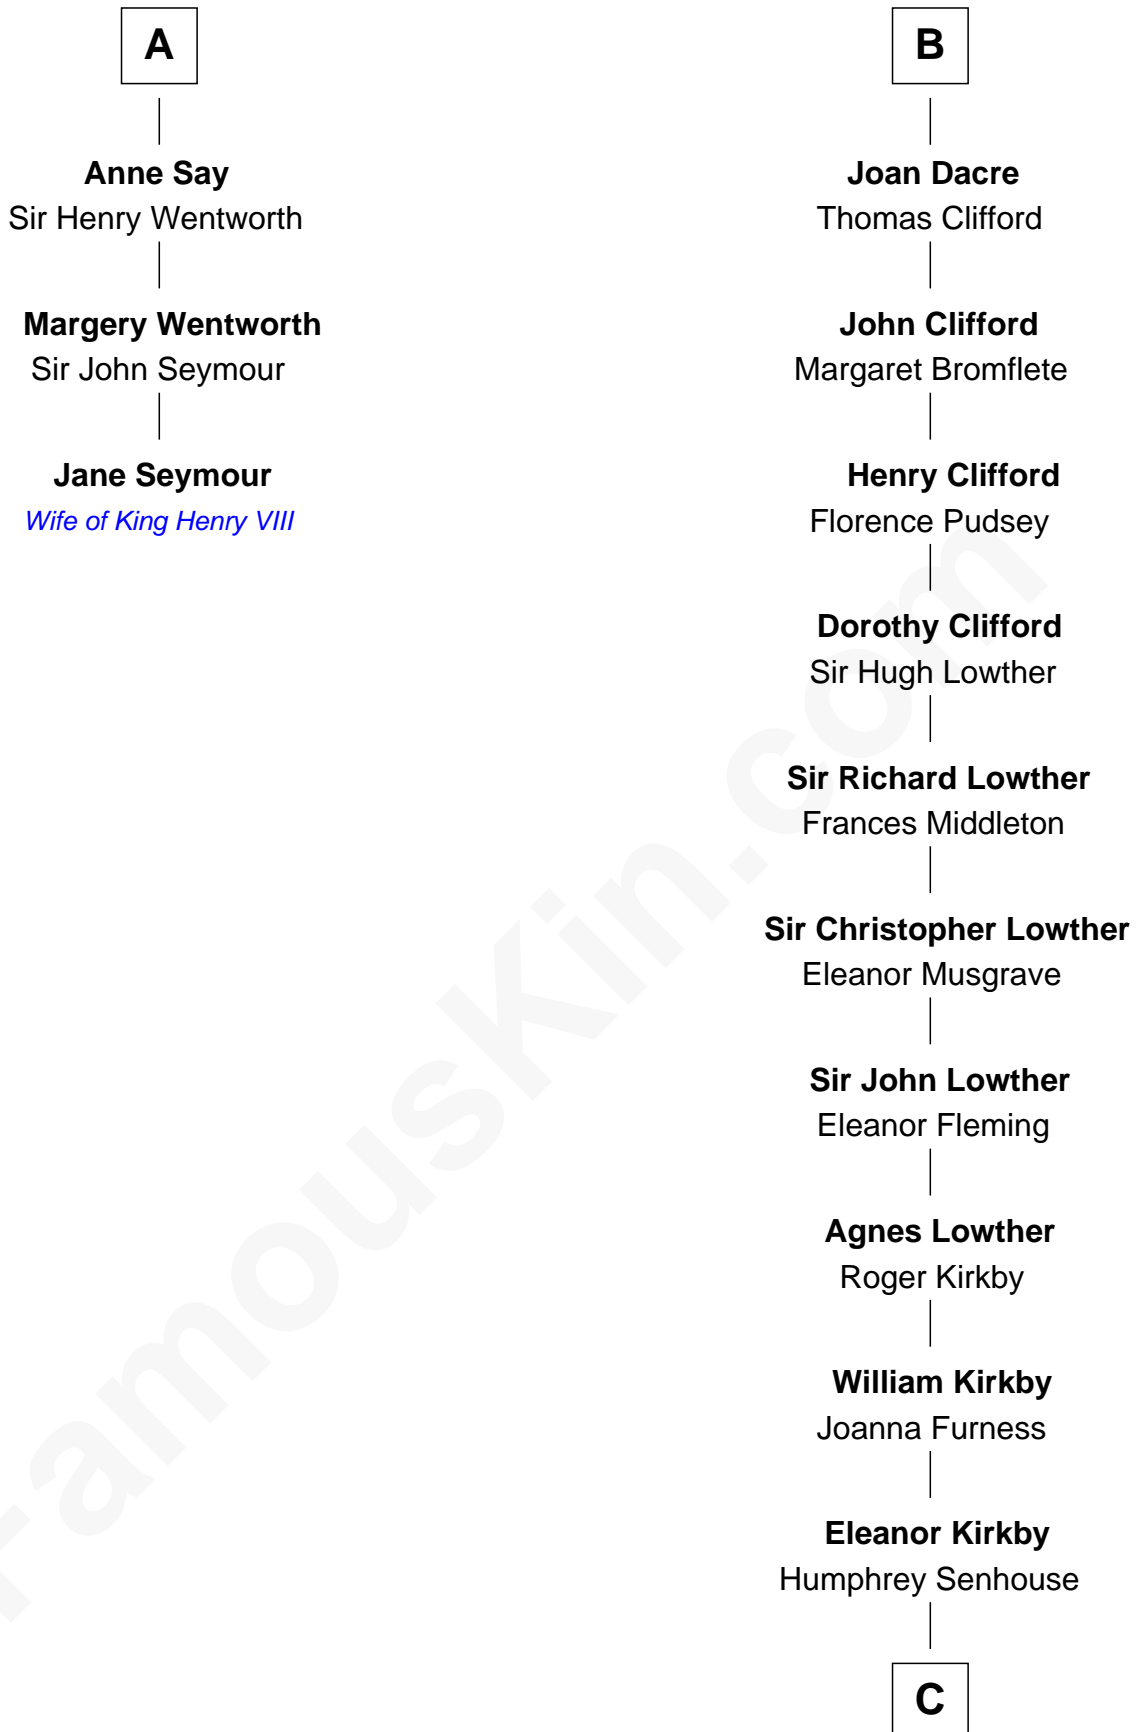 A
Anne Say
Sir Henry Wentworth
Margery Wentworth
Sir John Seymour
Jane Seymour
Wife of King Henry VIII
B
Joan Dacre
Thomas Clifford
John Clifford
Margaret Bromflete
Henry Clifford
Florence Pudsey
Dorothy Clifford
Sir Hugh Lowther
Sir Richard Lowther
Frances Middleton
Sir Christopher Lowther
Eleanor Musgrave
Sir John Lowther
Eleanor Fleming
Agnes Lowther
Roger Kirkby
William Kirkby
Joanna Furness
Eleanor Kirkby
Humphrey Senhouse
C
FamousKin.com